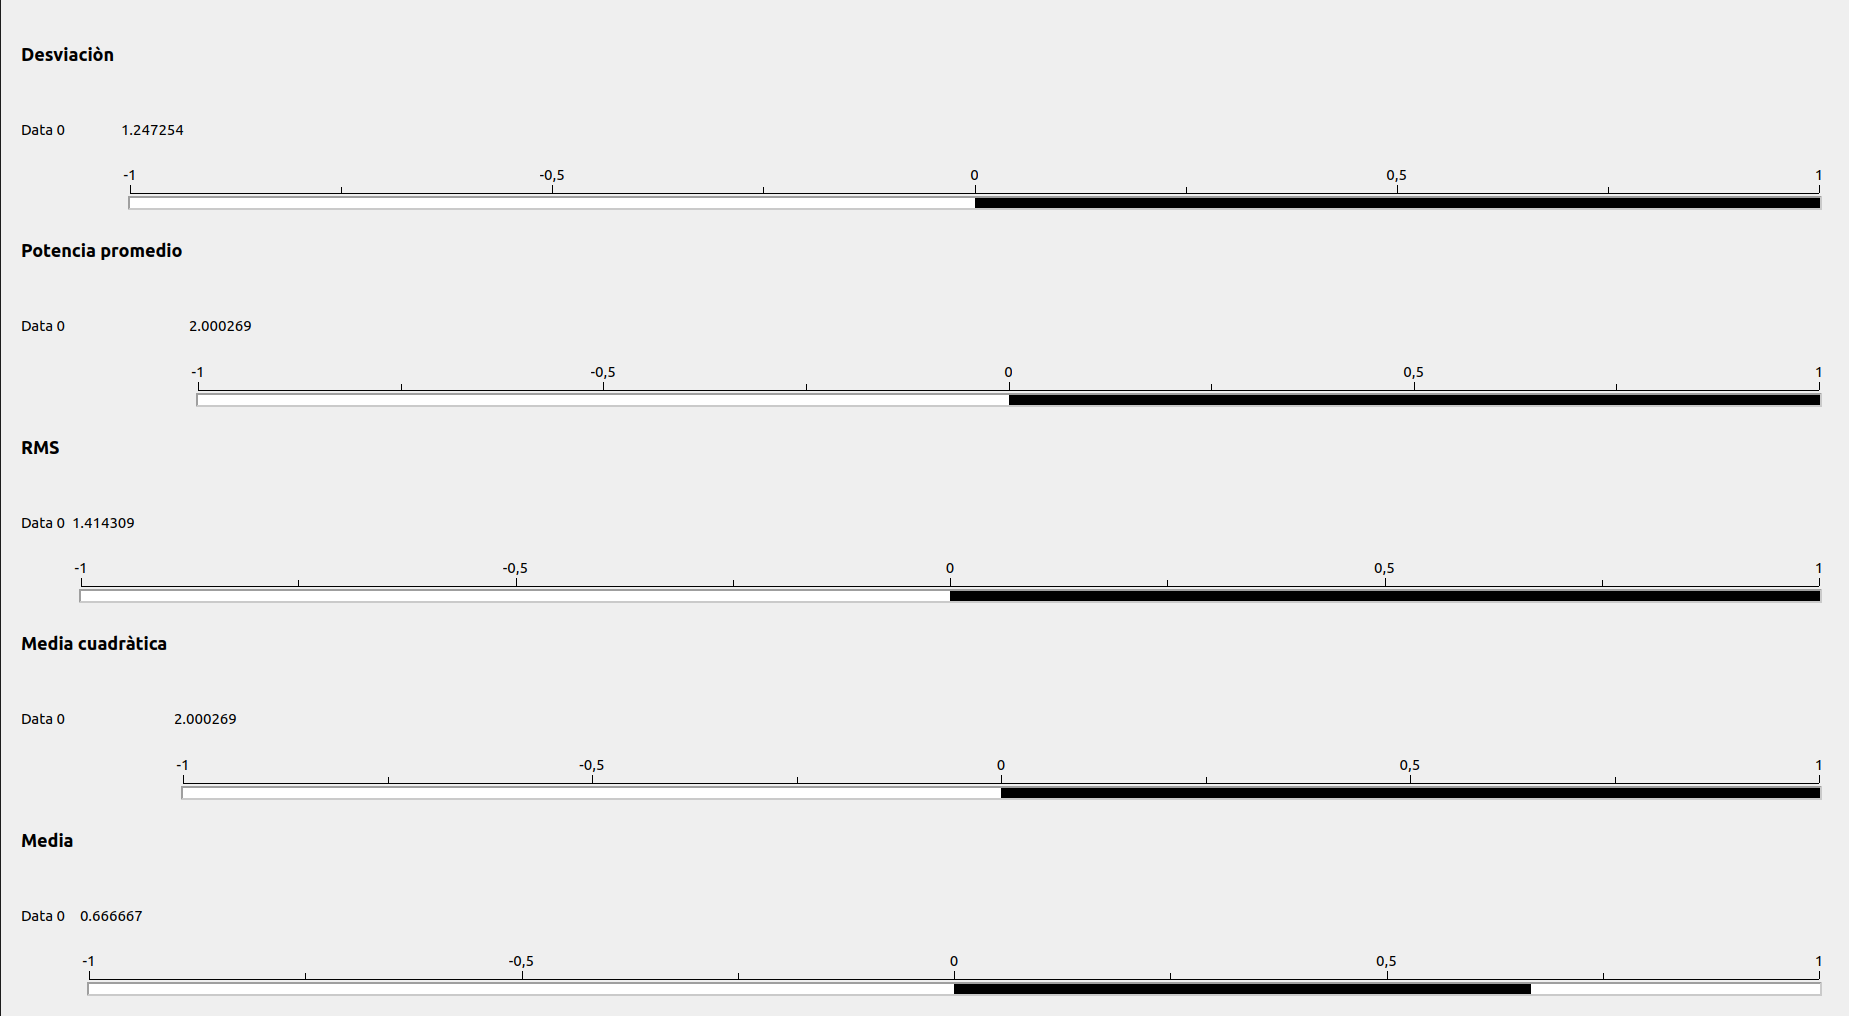 Desviaciòn
Data 0 1.247254
-1 -0,5 0 0,5 1
Potencia promedio
Data 0 2.000269
-1 -0,5 0 0,5 1
RMS
Data 0 1.414309
-1 -0,5 0 0,5 1
Media cuadràtica
Data 0 2.000269
-1 -0,5 0 0,5 1
Media
Data 0 0.666667
-1 -0,5 0 0,5 1